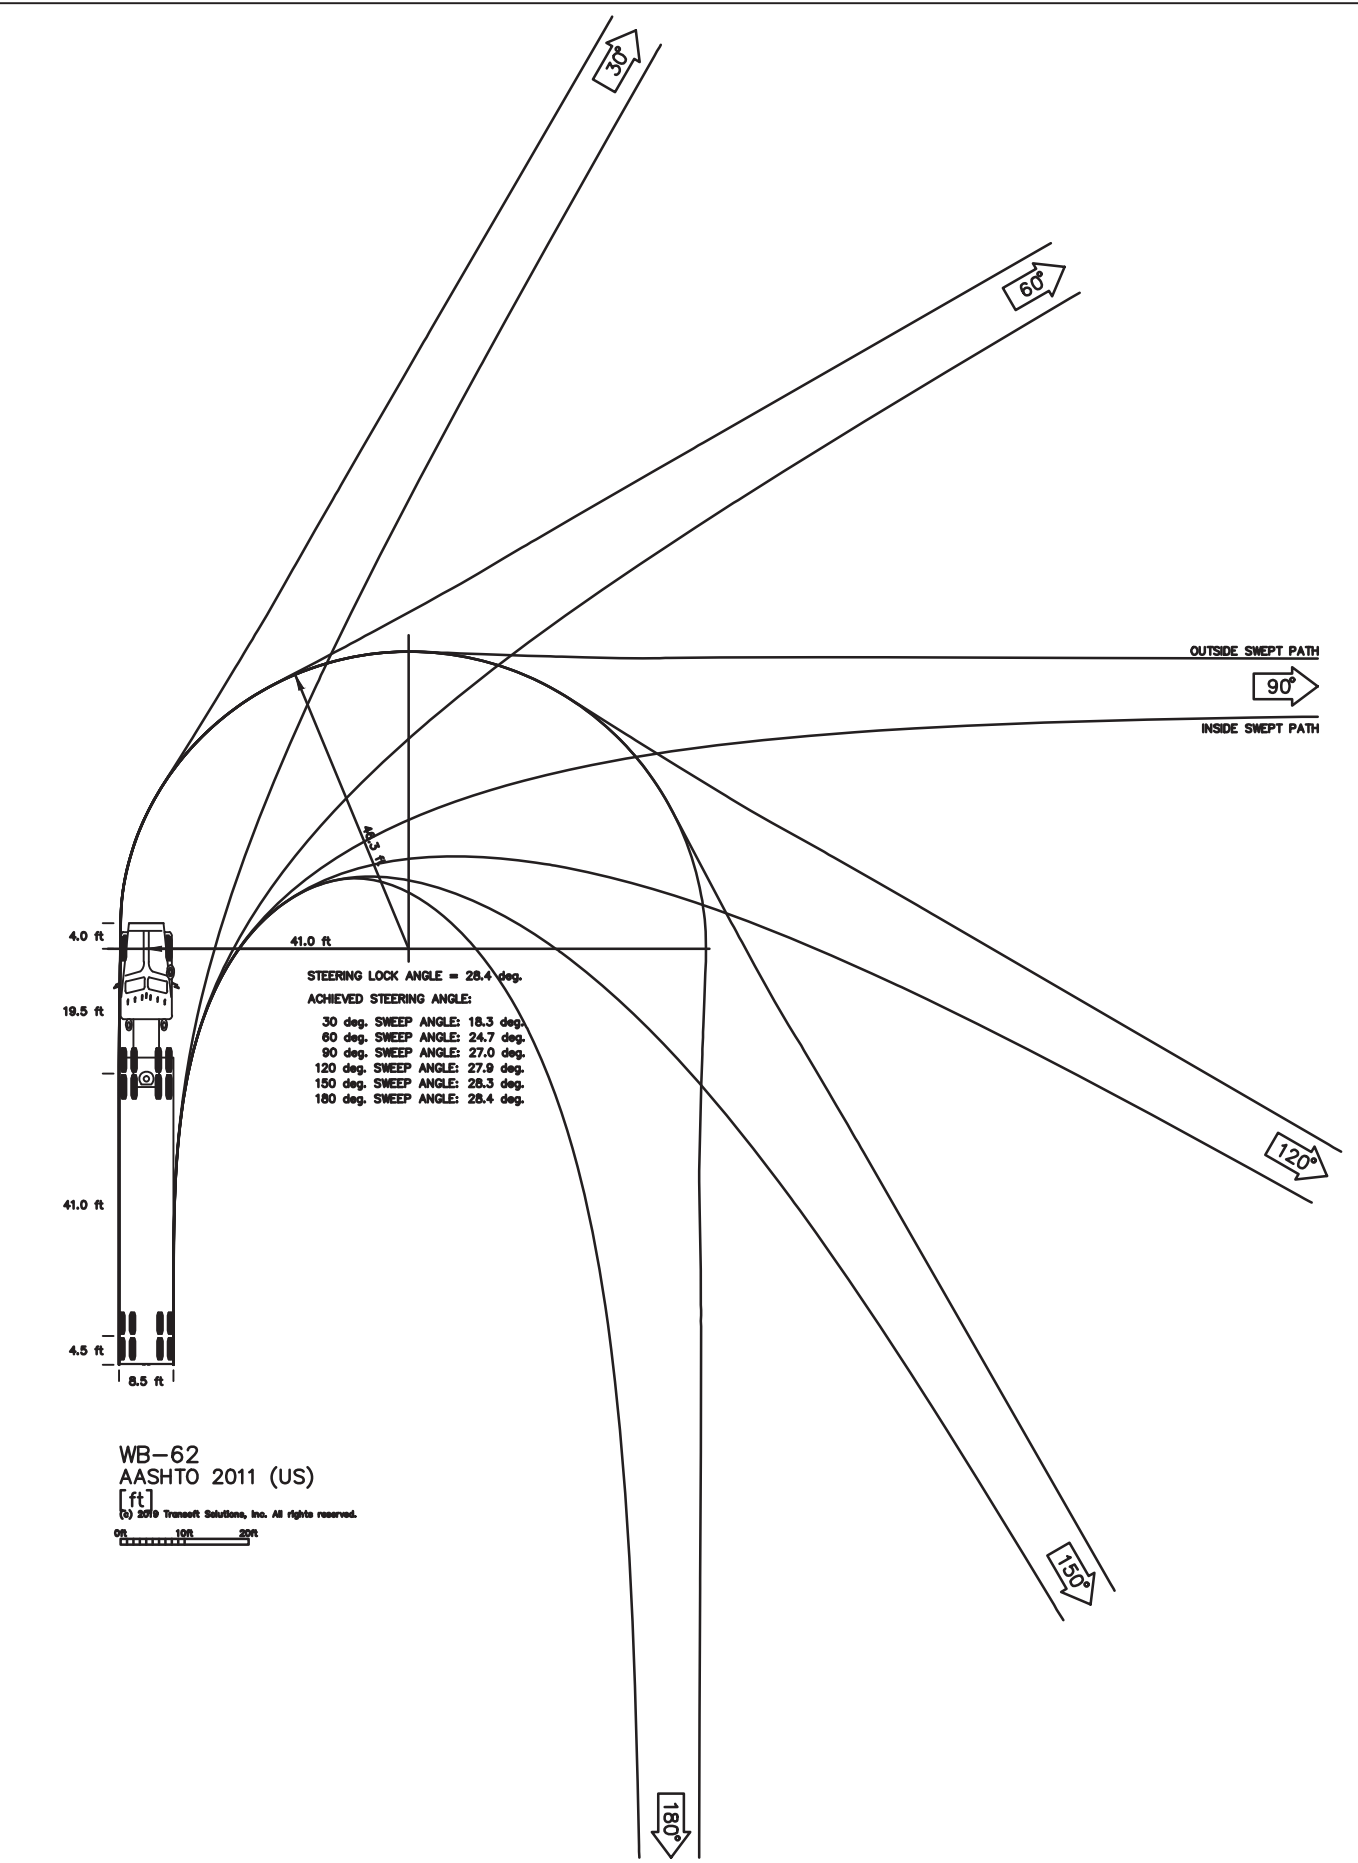 30°
60°
OUTSIDE SWEPT PATH
90°
INSIDE SWEPT PATH
46.3 ft
4.0 ft
41.0 ft
STEERING LOCK ANGLE = 28.4 deg.
ACHIEVED STEERING ANGLE:
19.5 ft
30 deg. SWEEP ANGLE: 18.3 deg.
60 deg. SWEEP ANGLE: 24.7 deg.
90 deg. SWEEP ANGLE: 27.0 deg.
120 deg. SWEEP ANGLE: 27.9 deg.
150 deg. SWEEP ANGLE: 28.3 deg.
180 deg. SWEEP ANGLE: 28.4 deg.
120°
41.0 ft
4.5 ft
8.5 ft
WB-62
AASHTO 2011 (US)
[ft]
(c) 2019 Transoft Solutions, Inc. All rights reserved.
0ft 10ft 20ft
150°
180°